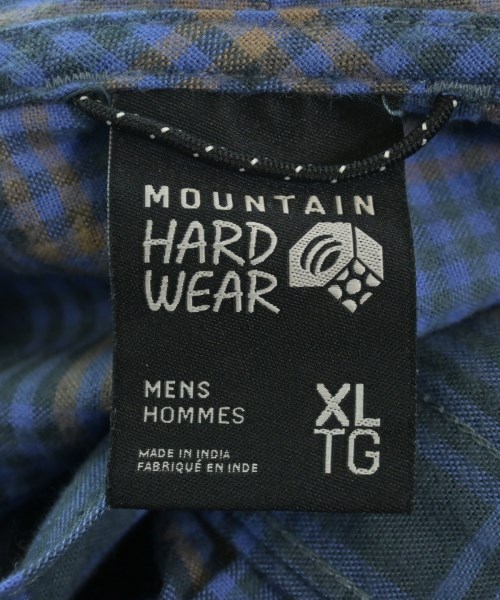 MOUNTAIN
HARD
WEAR
MENS
HOMMES
XL
TG
MADE IN INDIA
FABRIQUÉ EN INDE